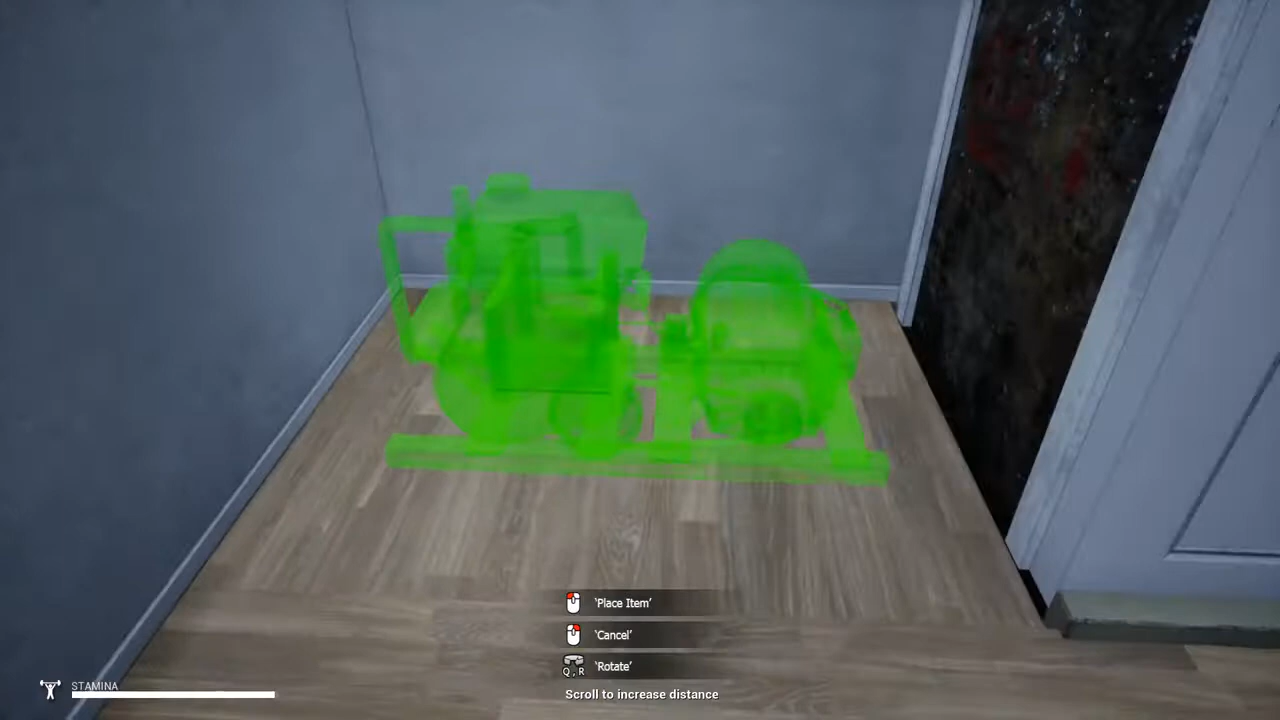 'Place Item'
'Cancel'
Q , R 'Rotate'
STAMINA
Scroll to increase distance